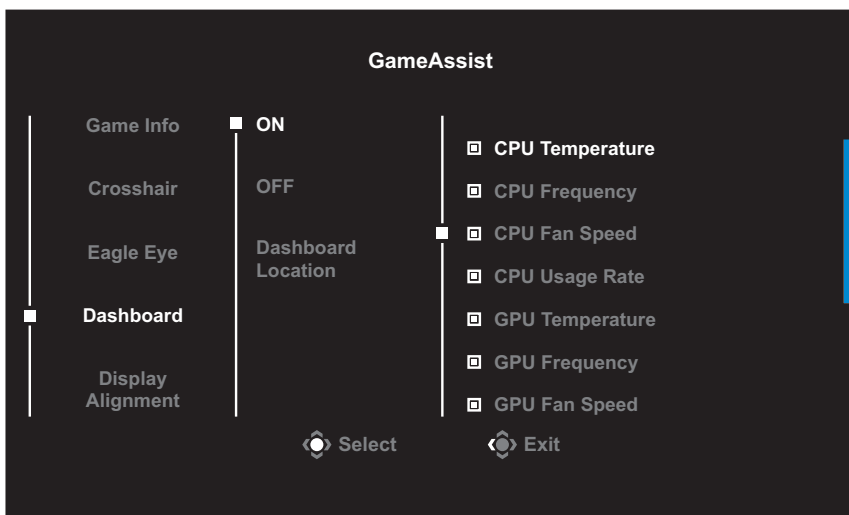 GameAssist
Game Info
Crosshair
Eagle Eye
Dashboard
Display
Alignment
ON
OFF
Dashboard
Location
CPU Temperature
CPU Frequency
CPU Fan Speed
CPU Usage Rate
GPU Temperature
GPU Frequency
GPU Fan Speed
Select
Exit